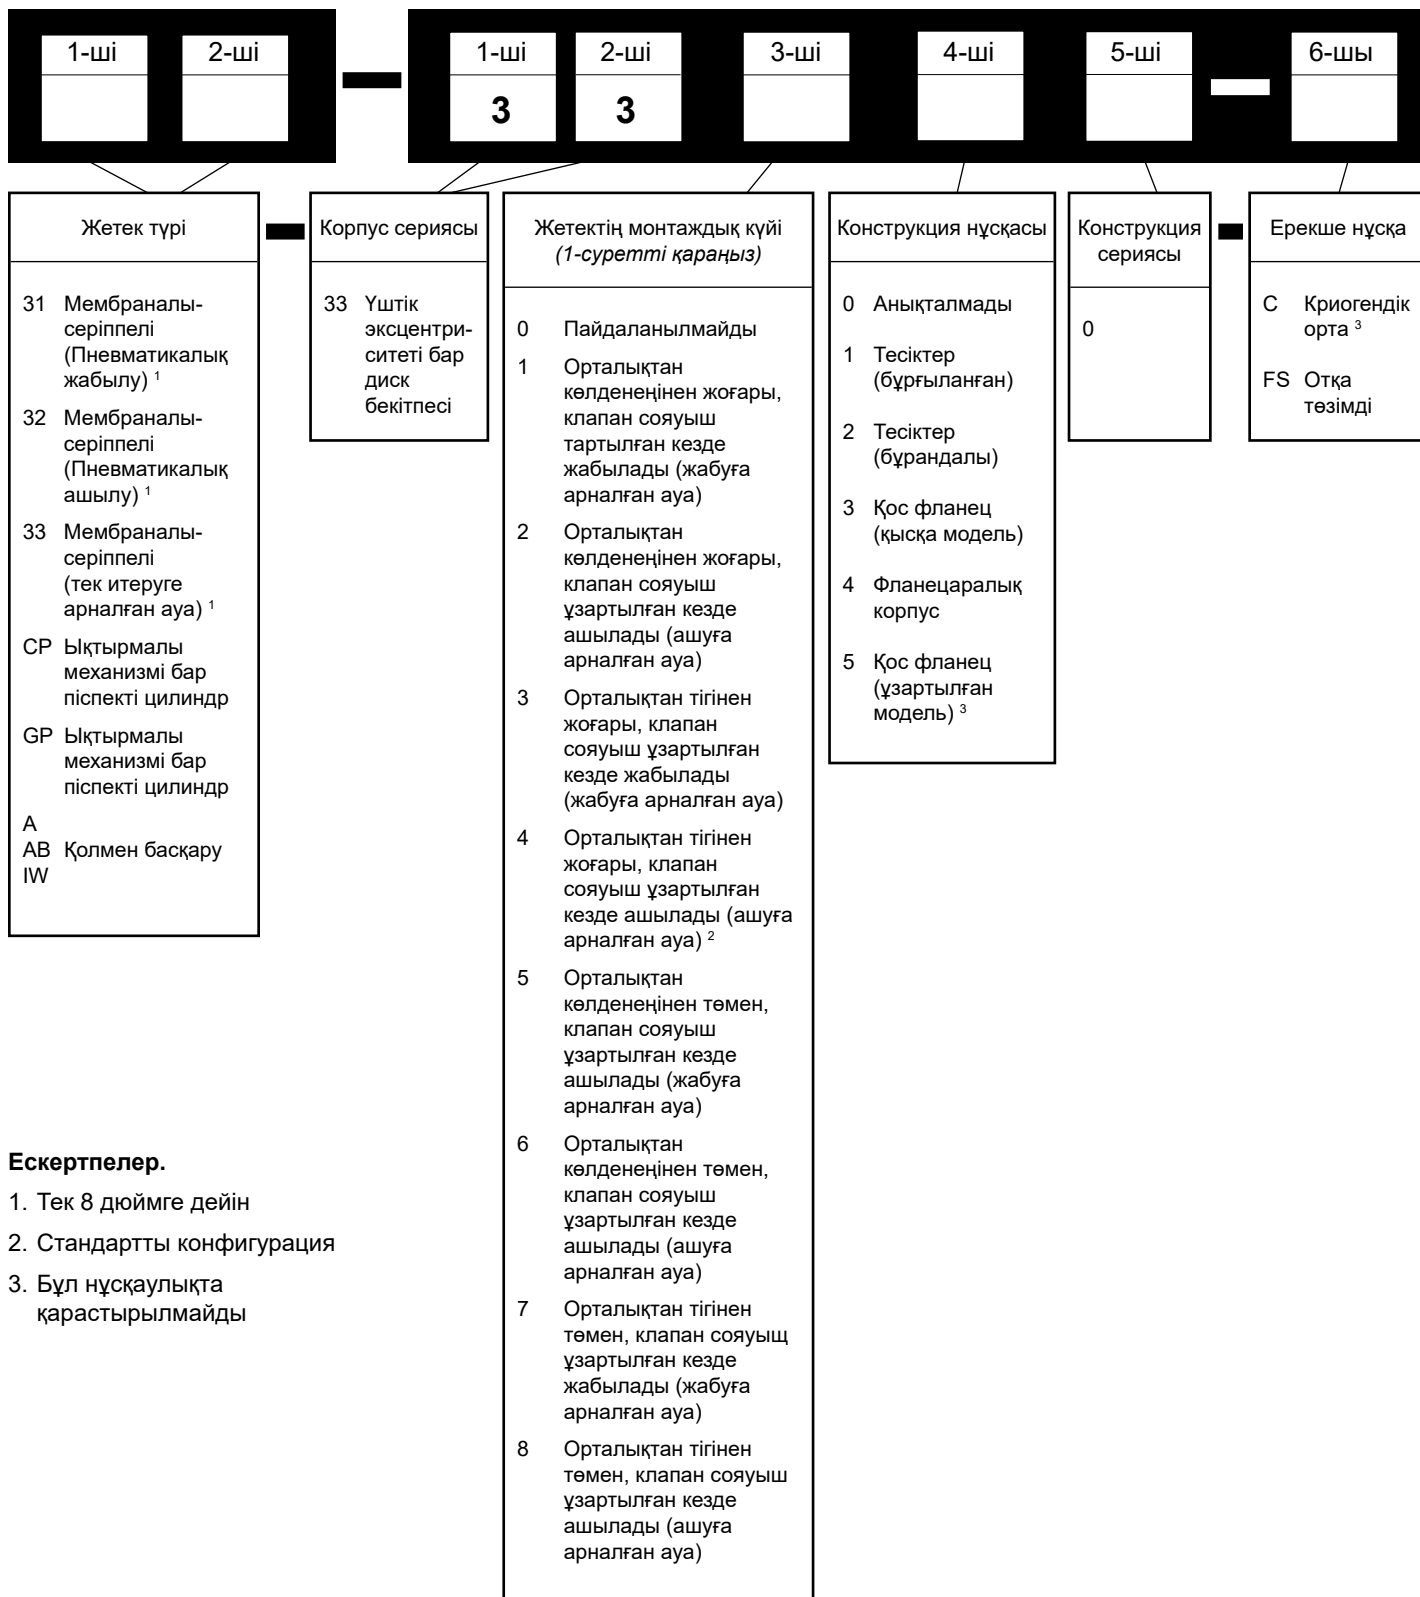 1-ші 2-ші 1-ші 2-ші 3-ші 4-ші 5-ші 6-шы
3 3
Жетек түрі
31 Мембраналы-
серіппелі
(Пневматикалық
жабылу) 1
32 Мембраналы-
серіппелі
(Пневматикалық
ашылу) 1
33 Мембраналы-
серіппелі
(тек итеруге
арналған ауа) 1
CP Ықтырмалы
механизмі бар
піспекті цилиндр
GP Ықтырмалы
механизмі бар
піспекті цилиндр
A
AB Қолмен басқару
IW
Корпус сериясы
33 Үштік
эксцентри-
ситеті бар
диск
бекітпесі
Жетектің монтаждық күйі
(1-суретті қараңыз)
0 Пайдаланылмайды
1 Орталықтан
көлденеңінен жоғары,
клапан сояуыш
тартылған кезде
жабылады (жабуға
арналған ауа)
2 Орталықтан
көлденеңінен жоғары,
клапан сояуыш
ұзартылған кезде
ашылады (ашуға
арналған ауа)
3 Орталықтан тігінен
жоғары, клапан
сояуыш ұзартылған
кезде жабылады
(жабуға арналған ауа)
4 Орталықтан тігінен
жоғары, клапан
сояуыш ұзартылған
кезде ашылады (ашуға
арналған ауа) 2
5 Орталықтан
көлденеңінен төмен,
клапан сояуыш
ұзартылған кезде
ашылады (жабуға
арналған ауа)
6 Орталықтан
көлденеңінен төмен,
клапан сояуыш
ұзартылған кезде
ашылады (ашуға
арналған ауа)
7 Орталықтан тігінен
төмен, клапан сояуыщ
ұзартылған кезде
жабылады (жабуға
арналған ауа)
8 Орталықтан тігінен
төмен, клапан сояуыш
ұзартылған кезде
ашылады (ашуға
арналған ауа)
Конструкция нұсқасы
0 Анықталмады
1 Тесіктер
(бұрғыланған)
2 Тесіктер
(бұрандалы)
3 Қос фланец
(қысқа модель)
4 Фланецаралық
корпус
5 Қос фланец
(ұзартылған
модель) 3
Конструкция
сериясы
0
Ерекше нұсқа
C Криогендік
орта 3
FS Отқа
төзімді
Ескертпелер.
1. Тек 8 дюймге дейін
2. Стандартты конфигурация
3. Бұл нұсқаулықта
қарастырылмайды